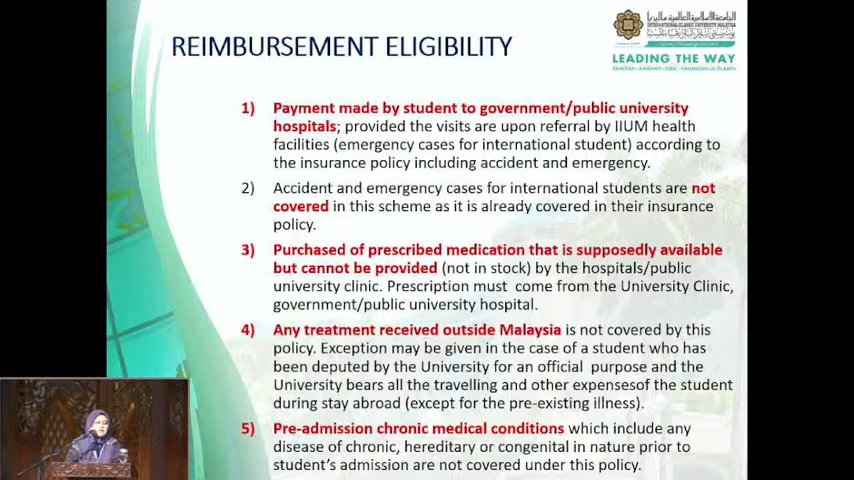 REIMBURSEMENT ELIGIBILITY
INTERNATIONAL ISLAMIC UNIVERSITY MALAYSIA
LEADING THE WAY
1) Payment made by student to government/public university
hospitals; provided the visits are upon referral by IIUM health
facilities (emergency cases for international student) according to
the insurance policy including accident and emergency.
2) Accident and emergency cases for international students are not
covered in this scheme as it is already covered in their insurance
policy.
3) Purchased of prescribed medication that is supposedly available
but cannot be provided (not in stock) by the hospitals/public
university clinic. Prescription must come from the University Clinic,
government/public university hospital.
4) Any treatment received outside Malaysia is not covered by this
policy. Exception may be given in the case of a student who has
been deputed by the University for an official purpose and the
University bears all the travelling and other expensesof the student
during stay abroad (except for the pre-existing illness).
5) Pre-admission chronic medical conditions which include any
disease of chronic, hereditary or congenital in nature prior to
student's admission are not covered under this policy.